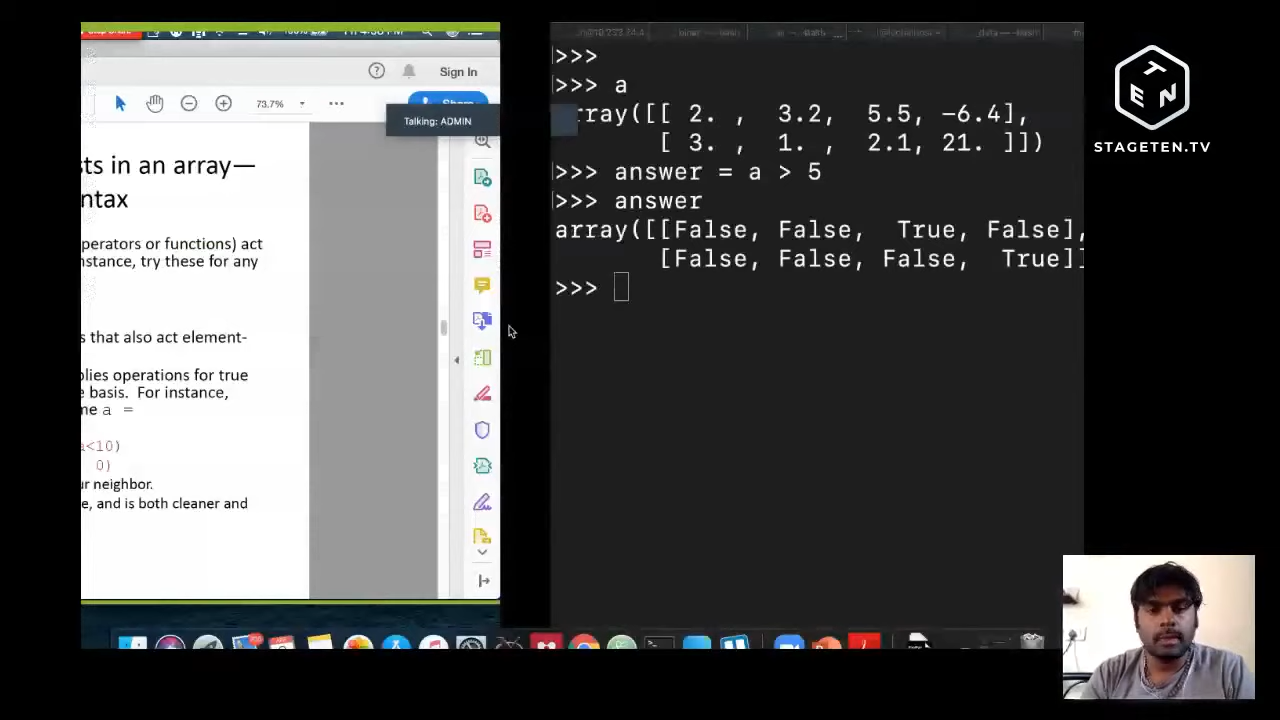 Sign In
73.7%
Share
Talking: ADMIN
sts in an array—
ntax
perators or functions) act
nstance, try these for any
s that also act element-
plies operations for true
e basis. For instance,
me a =
a<10)
0)
ur neighbor.
e, and is both cleaner and
>>>
>>> a
rray([[ 2. , 3.2, 5.5, −6.4],
[ 3. , 1. , 2.1, 21. ]])
>>> answer = a > 5
>>> answer
array([[False, False, True, False],
[False, False, False, True]]
>>>
TEN
STAGETEN.TV